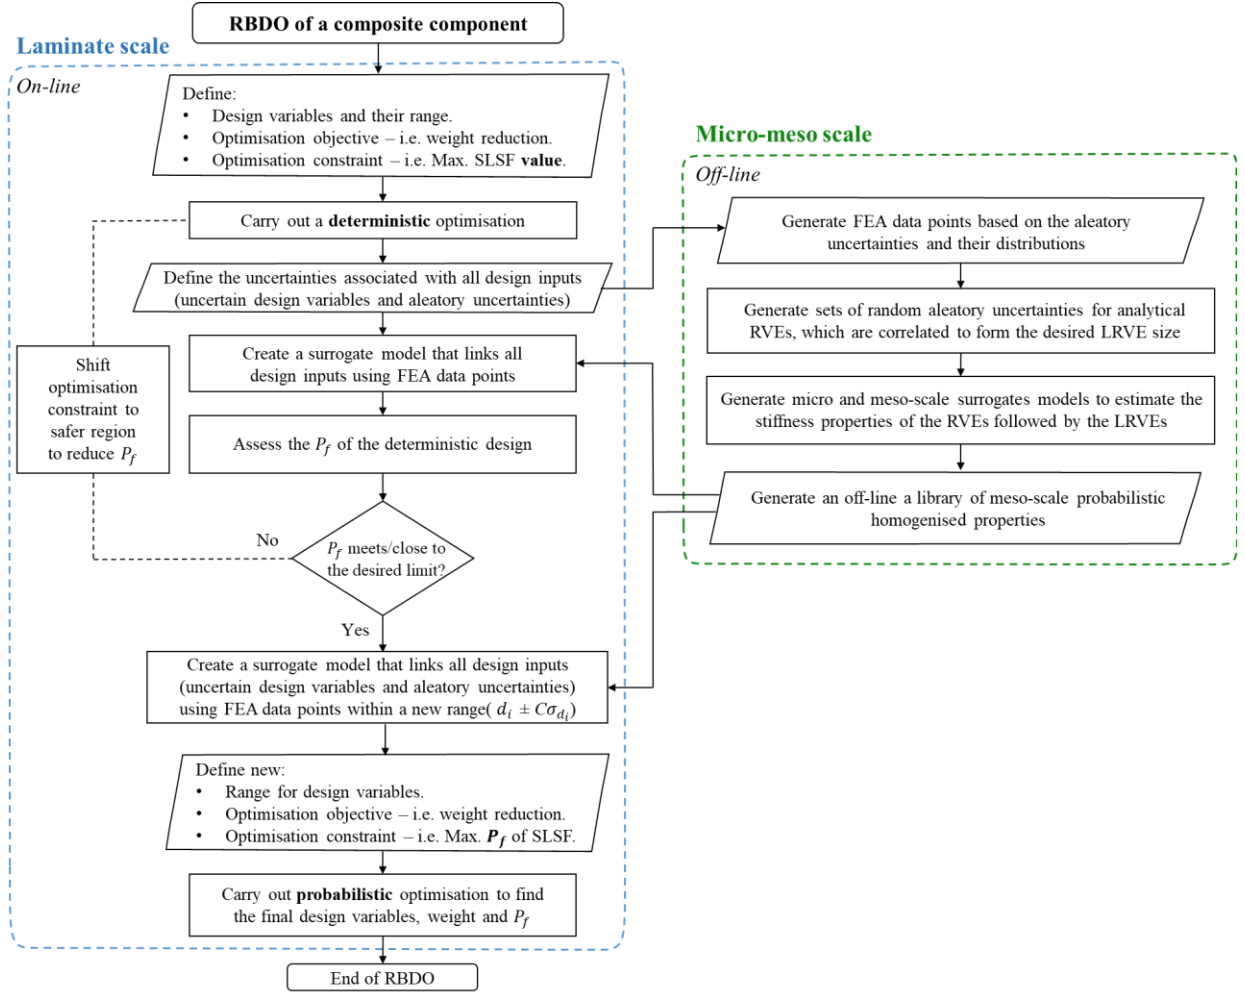 RBDO of a composite component
Laminate scale
On-line
Define:
• Design variables and their range.
• Optimisation objective – i.e. weight reduction.
• Optimisation constraint – i.e. Max. SLSF value.
Carry out a deterministic optimisation
Define the uncertainties associated with all design inputs
(uncertain design variables and aleatory uncertainties)
Create a surrogate model that links all
design inputs using FEA data points
Shift
optimisation
constraint to
safer region
to reduce P_f
Assess the P_f of the deterministic design
No
P_f meets/close to
the desired limit?
Yes
Create a surrogate model that links all design inputs
(uncertain design variables and aleatory uncertainties)
using FEA data points within a new range( d_i ± Cσ_{d_i})
Define new:
• Range for design variables.
• Optimisation objective – i.e. weight reduction.
• Optimisation constraint – i.e. Max. P_f of SLSF.
Carry out probabilistic optimisation to find
the final design variables, weight and P_f
End of RBDO
Micro-meso scale
Off-line
Generate FEA data points based on the aleatory
uncertainties and their distributions
Generate sets of random aleatory uncertainties for analytical
RVEs, which are correlated to form the desired LRVE size
Generate micro and meso-scale surrogates models to estimate the
stiffness properties of the RVEs followed by the LRVEs
Generate an off-line a library of meso-scale probabilistic
homogenised properties